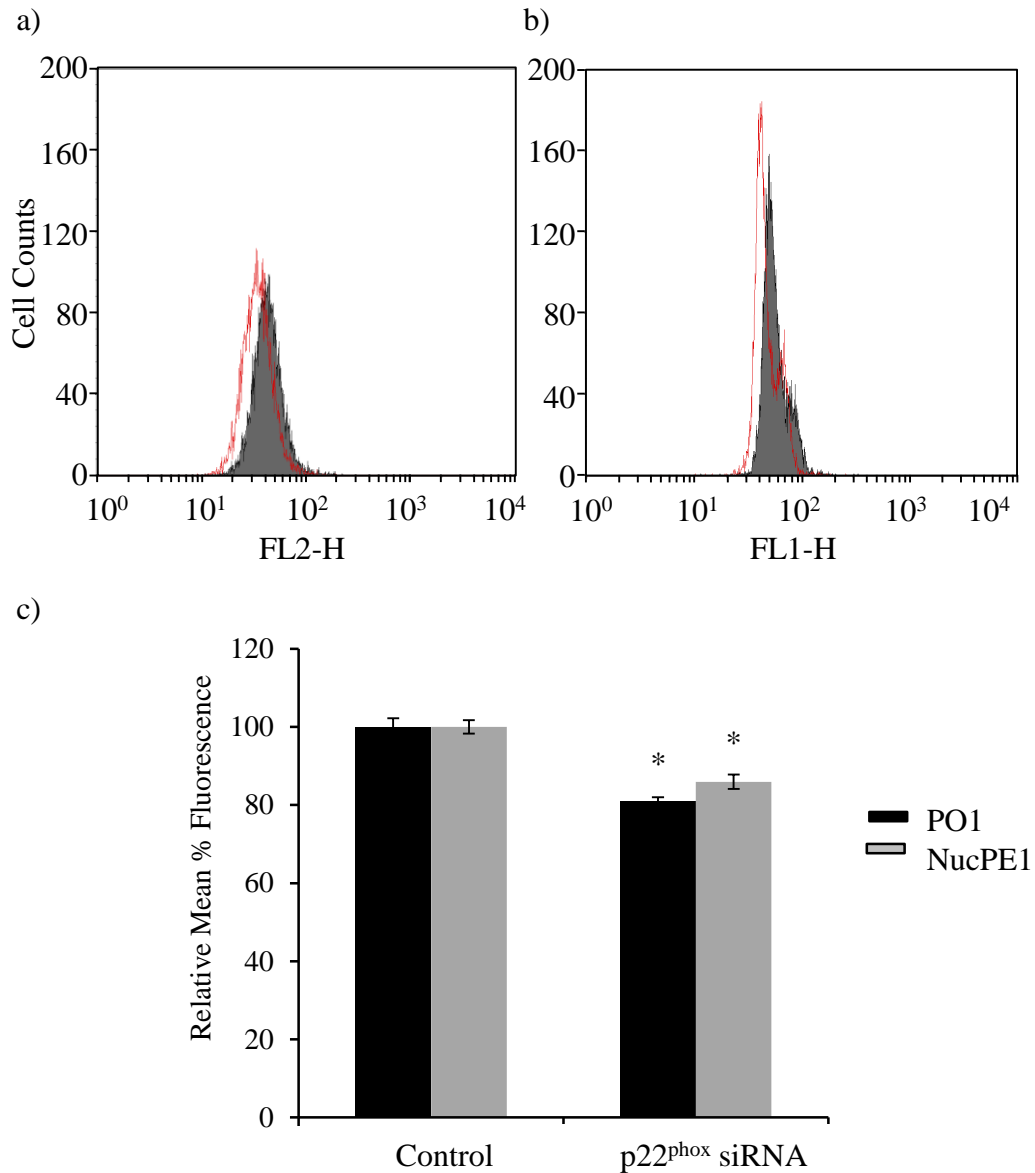 a)
b)
200
160
120
80
40
0
Cell Counts
10⁰ 10¹ 10² 10³ 10⁴
FL2-H
200
160
120
80
40
0
10⁰ 10¹ 10² 10³ 10⁴
FL1-H
c)
120
100
80
60
40
20
0
Relative Mean % Fluorescence
*
*
Control
p22ᵖʰᵒˣ siRNA
PO1
NucPE1